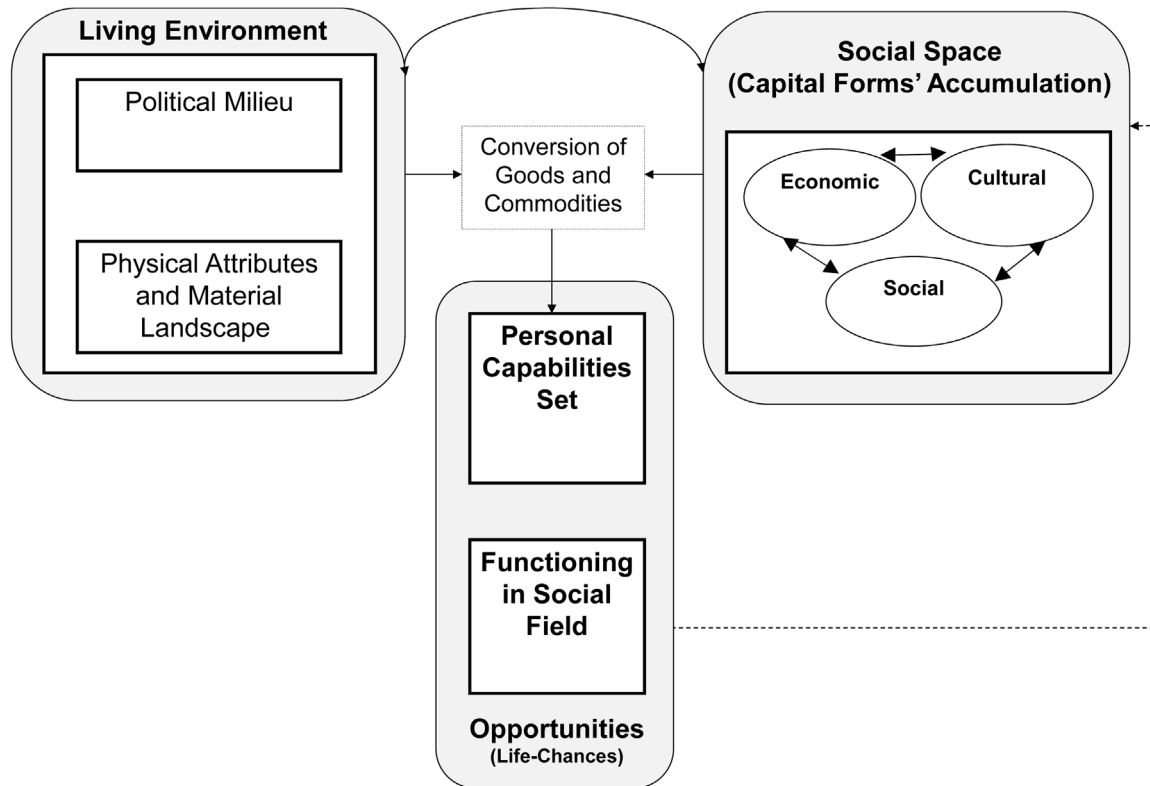 Living Environment
Political Milieu
Physical Attributes
and Material
Landscape
Conversion of
Goods and
Commodities
Social Space
(Capital Forms’ Accumulation)
Economic
Cultural
Social
Personal
Capabilities
Set
Functioning
in Social
Field
Opportunities
(Life-Chances)